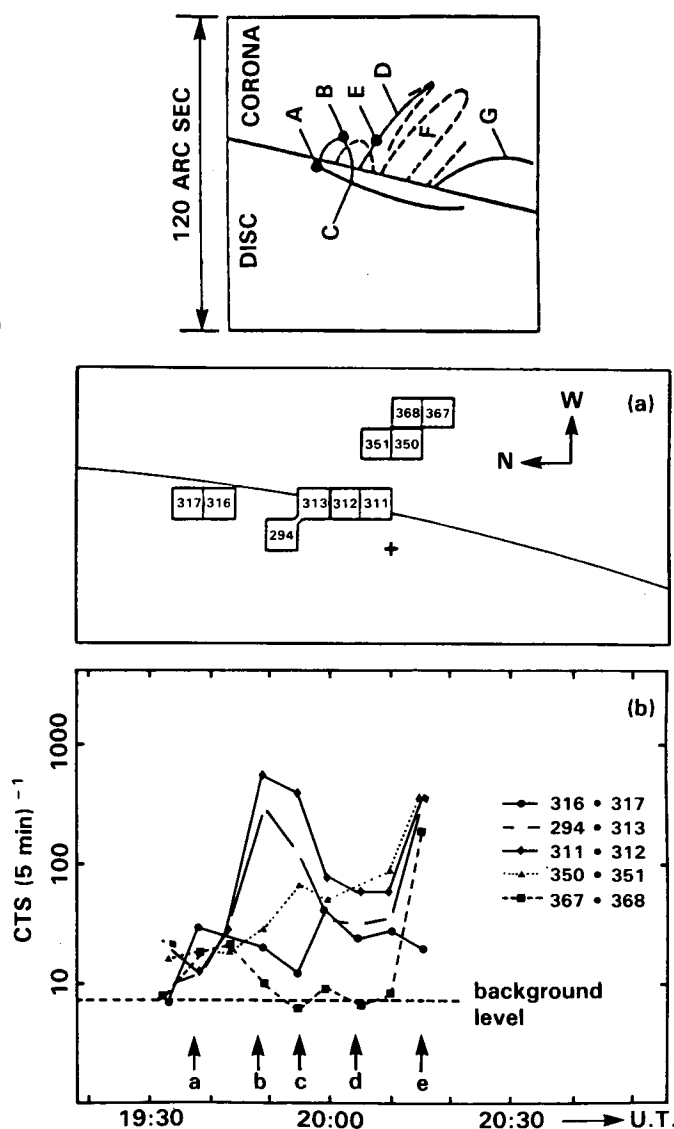 120 ARC SEC
CORONA
DISC
A
B
C
E
D
F
G
(a)
W
N
368 367
351 350
317 316
313 312 311
294
+
(b)
CTS (5 min)⁻¹
1000
100
10
316 • 317
294 • 313
311 • 312
350 • 351
367 • 368
background
level
a
b
c
d
e
19:30
20:00
20:30
U.T.